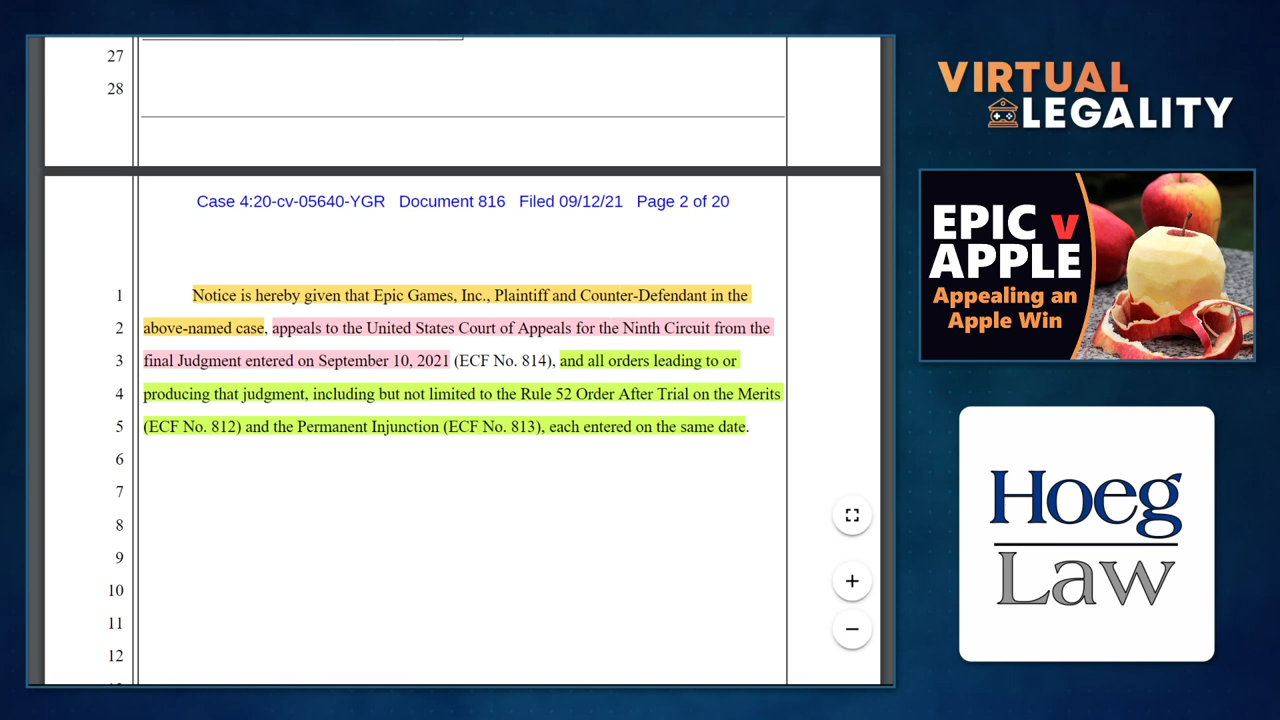 27
28
Case 4:20-cv-05640-YGR Document 816 Filed 09/12/21 Page 2 of 20
1 Notice is hereby given that Epic Games, Inc., Plaintiff and Counter-Defendant in the
2 above-named case, appeals to the United States Court of Appeals for the Ninth Circuit from the
3 final Judgment entered on September 10, 2021 (ECF No. 814), and all orders leading to or
4 producing that judgment, including but not limited to the Rule 52 Order After Trial on the Merits
5 (ECF No. 812) and the Permanent Injunction (ECF No. 813), each entered on the same date.
6
7
8
9
10
11
12
VIRTUAL
LEGALITY
EPIC v
APPLE
Appealing an
Apple Win
Hoeg
Law